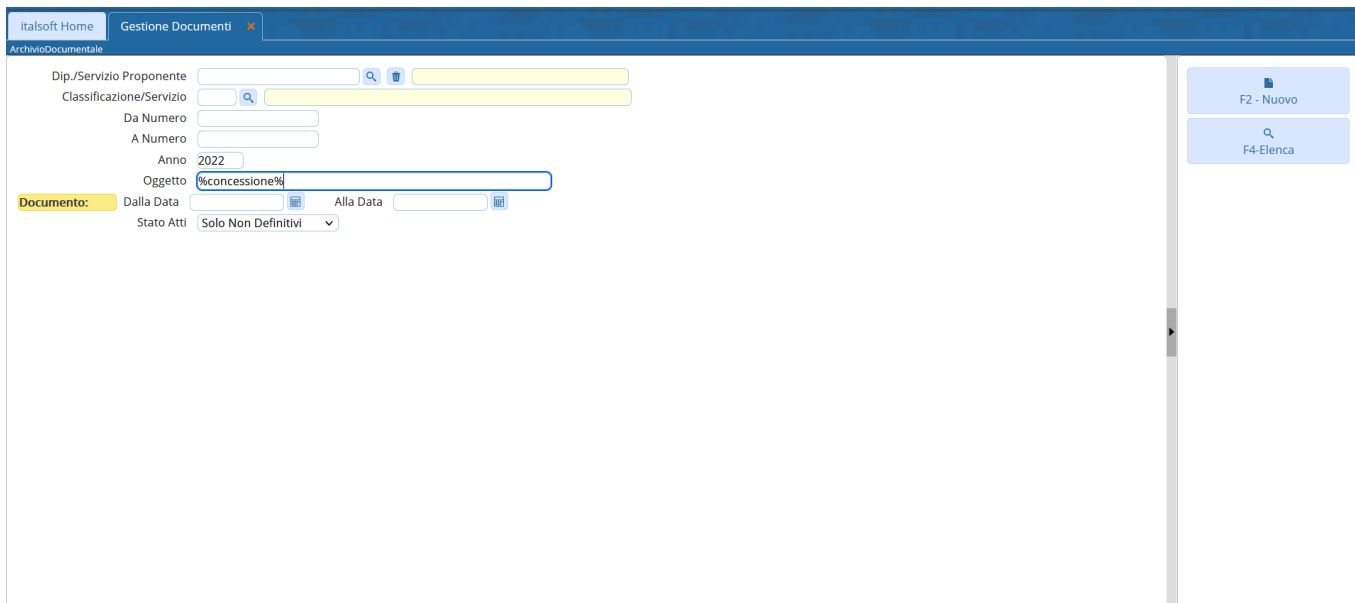 italsoft Home
Gestione Documenti ×
ArchivioDocumentale
Dip./Servizio Proponente
Classificazione/Servizio
Da Numero
A Numero
Anno 2022
Oggetto %concessione%
Documento: Dalla Data Alla Data
Stato Atti Solo Non Definitivi
F2 - Nuovo
F4-Elenca